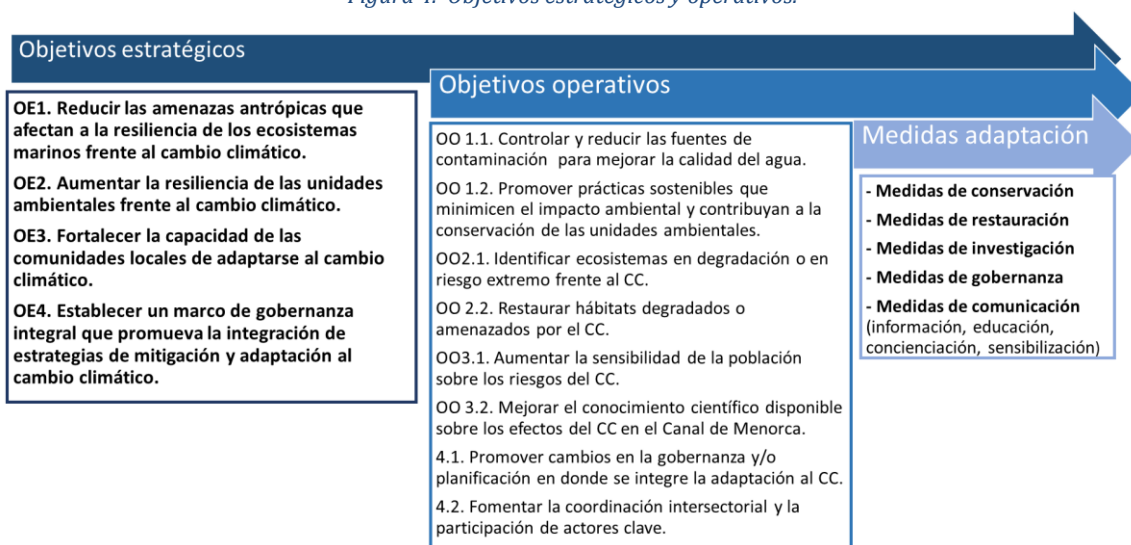 Figura 4. Objetivos estratégicos y operativos.
Objetivos estratégicos
OE1. Reducir las amenazas antrópicas que
afectan a la resiliencia de los ecosistemas
marinos frente al cambio climático.
OE2. Aumentar la resiliencia de las unidades
ambientales frente al cambio climático.
OE3. Fortalecer la capacidad de las
comunidades locales de adaptarse al cambio
climático.
OE4. Establecer un marco de gobernanza
integral que promueva la integración de
estrategias de mitigación y adaptación al
cambio climático.
Objetivos operativos
OO 1.1. Controlar y reducir las fuentes de
contaminación para mejorar la calidad del agua.
OO 1.2. Promover prácticas sostenibles que
minimicen el impacto ambiental y contribuyan a la
conservación de las unidades ambientales.
OO2.1. Identificar ecosistemas en degradación o en
riesgo extremo frente al CC.
OO 2.2. Restaurar hábitats degradados o
amenazados por el CC.
OO3.1. Aumentar la sensibilidad de la población
sobre los riesgos del CC.
OO 3.2. Mejorar el conocimiento científico disponible
sobre los efectos del CC en el Canal de Menorca.
4.1. Promover cambios en la gobernanza y/o
planificación en donde se integre la adaptación al CC.
4.2. Fomentar la coordinación intersectorial y la
participación de actores clave.
Medidas adaptación
- Medidas de conservación
- Medidas de restauración
- Medidas de investigación
- Medidas de gobernanza
- Medidas de comunicación
(información, educación,
concienciación, sensibilización)